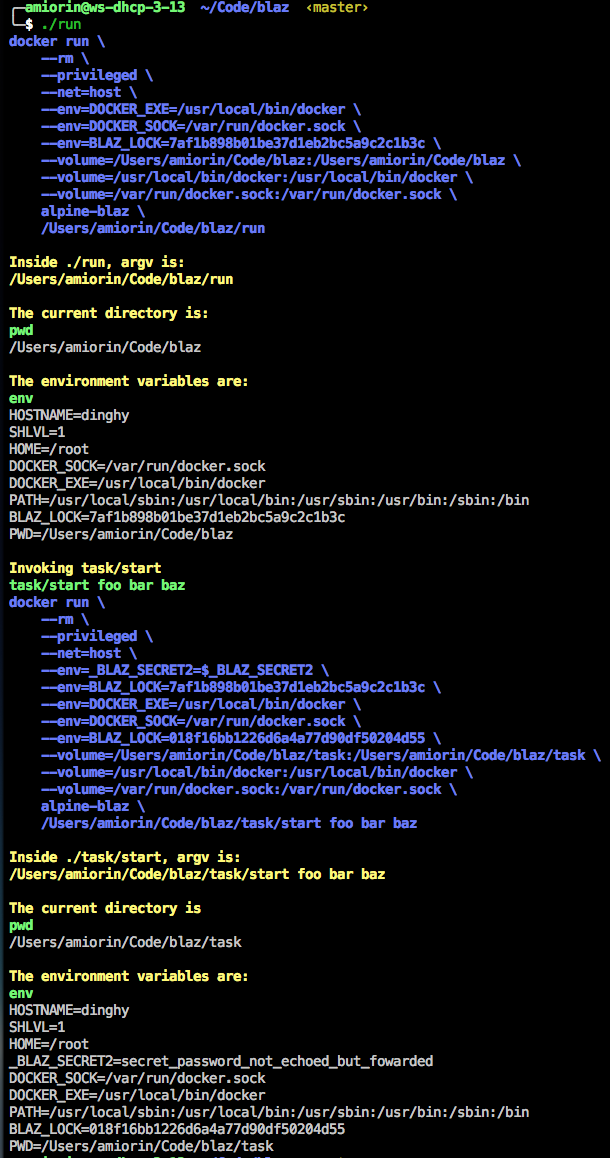 ╭─amiorin@ws-dhcp-3-13 ~/Code/blaz ‹master›
╰─$ ./run
docker run \
    --rm \
    --privileged \
    --net=host \
    --env=DOCKER_EXE=/usr/local/bin/docker \
    --env=DOCKER_SOCK=/var/run/docker.sock \
    --env=BLAZ_LOCK=7af1b898b01be37d1eb2bc5a9c2c1b3c \
    --volume=/Users/amiorin/Code/blaz:/Users/amiorin/Code/blaz \
    --volume=/usr/local/bin/docker:/usr/local/bin/docker \
    --volume=/var/run/docker.sock:/var/run/docker.sock \
    alpine-blaz \
    /Users/amiorin/Code/blaz/run

Inside ./run, argv is:
/Users/amiorin/Code/blaz/run

The current directory is:
pwd
/Users/amiorin/Code/blaz

The environment variables are:
env
HOSTNAME=dinghy
SHLVL=1
HOME=/root
DOCKER_SOCK=/var/run/docker.sock
DOCKER_EXE=/usr/local/bin/docker
PATH=/usr/local/sbin:/usr/local/bin:/usr/sbin:/usr/bin:/sbin:/bin
BLAZ_LOCK=7af1b898b01be37d1eb2bc5a9c2c1b3c
PWD=/Users/amiorin/Code/blaz

Invoking task/start
task/start foo bar baz
docker run \
    --rm \
    --privileged \
    --net=host \
    --env=_BLAZ_SECRET2=$_BLAZ_SECRET2 \
    --env=BLAZ_LOCK=7af1b898b01be37d1eb2bc5a9c2c1b3c \
    --env=DOCKER_EXE=/usr/local/bin/docker \
    --env=DOCKER_SOCK=/var/run/docker.sock \
    --env=BLAZ_LOCK=018f16bb1226d6a4a77d90df50204d55 \
    --volume=/Users/amiorin/Code/blaz/task:/Users/amiorin/Code/blaz/task \
    --volume=/usr/local/bin/docker:/usr/local/bin/docker \
    --volume=/var/run/docker.sock:/var/run/docker.sock \
    alpine-blaz \
    /Users/amiorin/Code/blaz/task/start foo bar baz

Inside ./task/start, argv is:
/Users/amiorin/Code/blaz/task/start foo bar baz

The current directory is
pwd
/Users/amiorin/Code/blaz/task

The environment variables are:
env
HOSTNAME=dinghy
SHLVL=1
HOME=/root
_BLAZ_SECRET2=secret_password_not_echoed_but_fowarded
DOCKER_SOCK=/var/run/docker.sock
DOCKER_EXE=/usr/local/bin/docker
PATH=/usr/local/sbin:/usr/local/bin:/usr/sbin:/usr/bin:/sbin:/bin
BLAZ_LOCK=018f16bb1226d6a4a77d90df50204d55
PWD=/Users/amiorin/Code/blaz/task